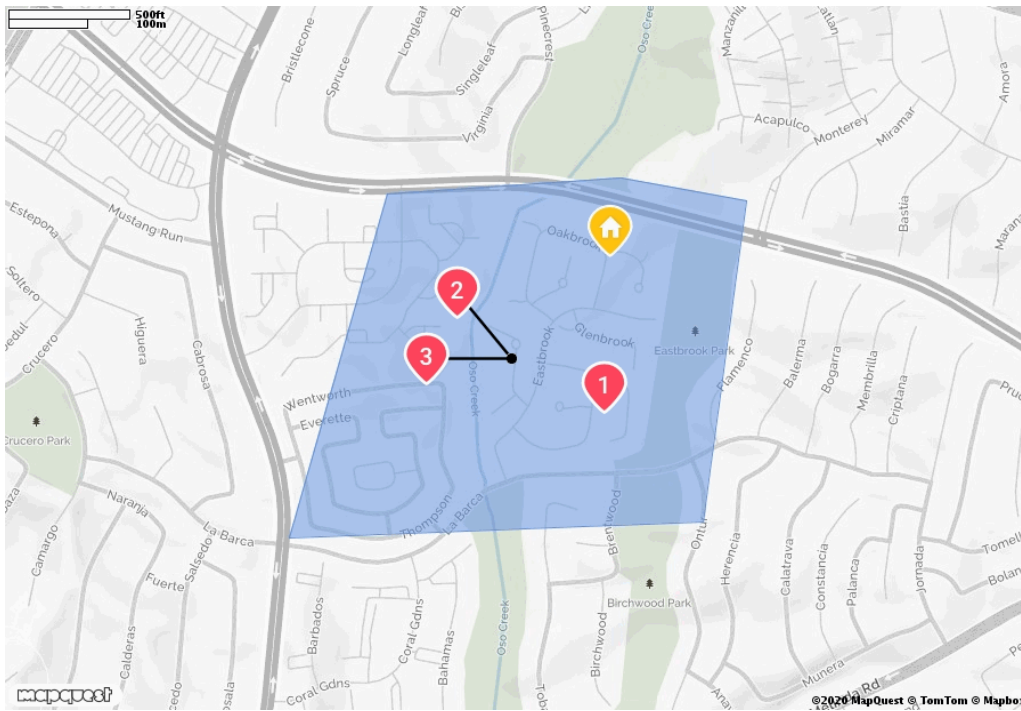 500ft
100m
Bristlecone
Spruce
Longleaf
Singleleaf
Virginia
Pinecrest
Oso Creek
Acapulco
Monterey
Miramar
Amora
Bastia
Estepona
Mustang Run
Soltero
Crucero
Higuera
Cabrosa
Oakbrook
2
Glenbrook
Eastbrook
Eastbrook Park
3
1
Oso Creek
Wentworth
Everette
Flamenco
Balerma
Bogarra
Membrilla
Criptana
Crucero Park
Naranja
La Barca
Thompson
La Barca
Brentwood
Ontur
Camargo
Fuerte
Salsedo
Herencia
Calatrava
Constancia
Palanca
Jornada
Calderas
Barbados
Coral Gdns
Bahamas
Coral Gdns
Oso Creek
Birchwood
Birchwood Park
Munera
mapquest
©2020 MapQuest © TomTom © Mapbox